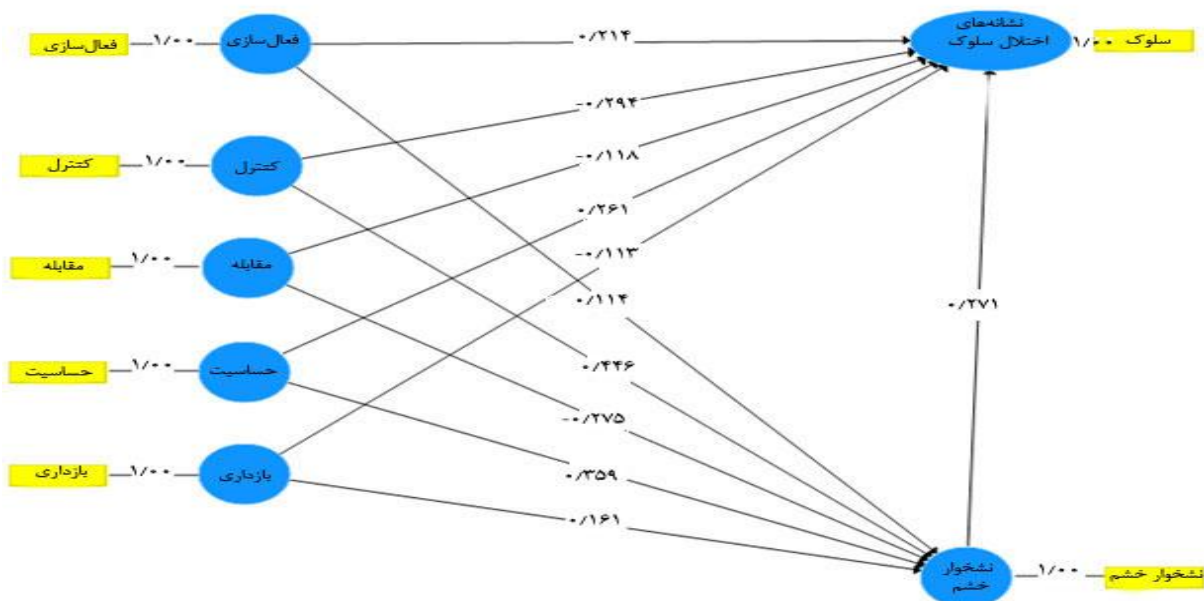 نشانه‌های
فعال‌سازی ۱/۰۰ فعال‌سازی ۰/۲۱۴ اختلال سلوک ۱/۰۰ سلوک
-۰/۲۹۴
کنترل ۱/۰۰ کنترل
-۰/۱۱۸
۰/۲۶۱
مقابله ۱/۰۰ مقابله
-۰/۱۱۳
۰/۱۱۴
۰/۲۷۱
حساسیت ۱/۰۰ حساسیت
۰/۴۴۶
-۰/۲۷۵
بازداری ۱/۰۰ بازداری
۰/۳۵۹
۰/۱۶۱
نشخوار
خشم ۱/۰۰ نشخوار خشم